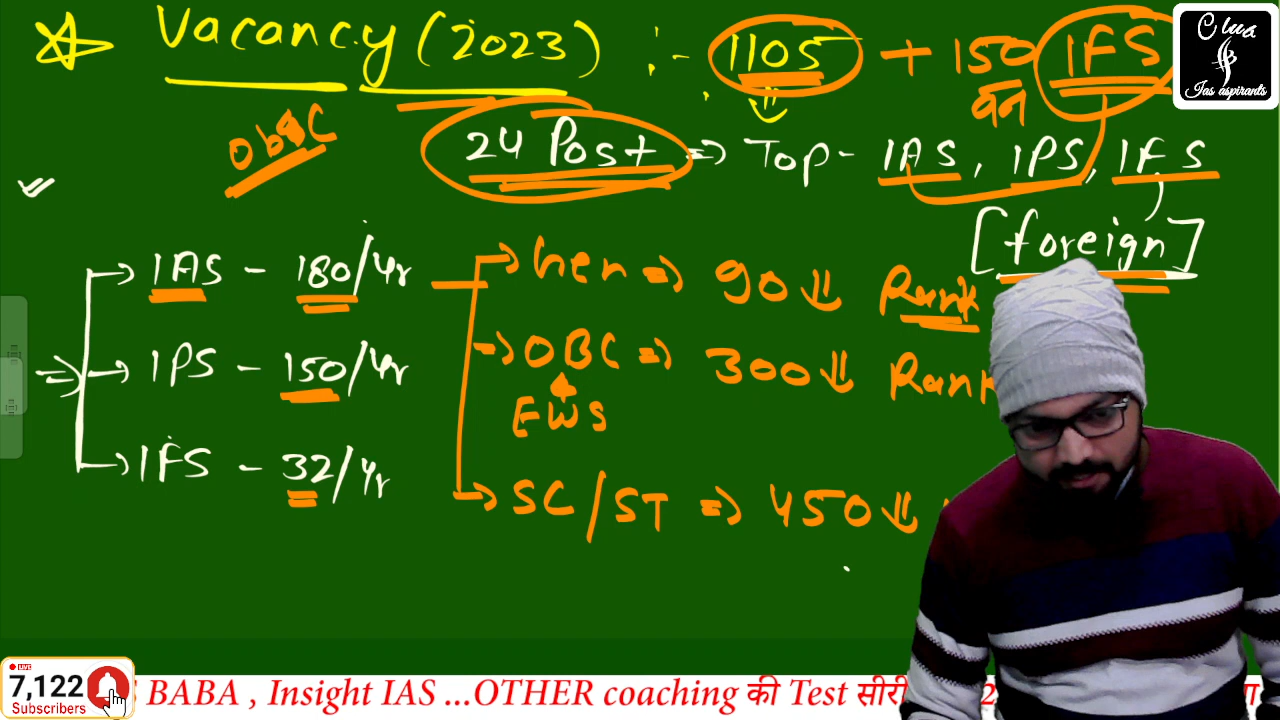 Vacancy (2023) :- 1105 + 150 IFS
वन
Clue
Ias aspirants
24 Post => Top - IAS, IPS, IFS
[foreign]
=>
→ IAS - 180/yr
→ IPS - 150/yr
→ IFS - 32/yr
→ Gen => 90 ⇓ Rank
→ OBC => 300 ⇓ Rank
EWS
→ SC/ST => 450 ⇓
LIVE
7,122
Subscribers
BABA , Insight IAS ...OTHER coaching की Test